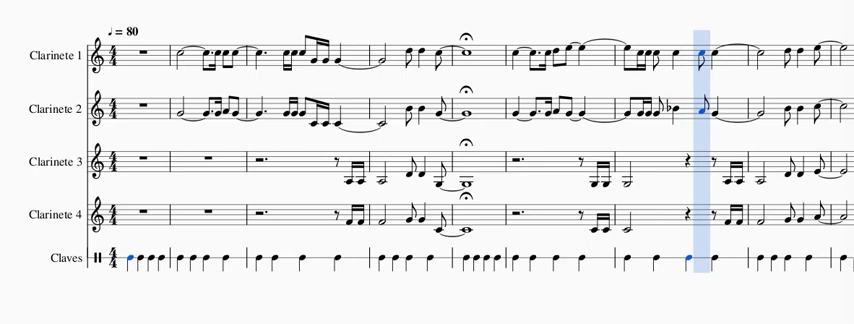 ♩ = 80
Clarinete 1
Clarinete 2
Clarinete 3
Clarinete 4
Claves